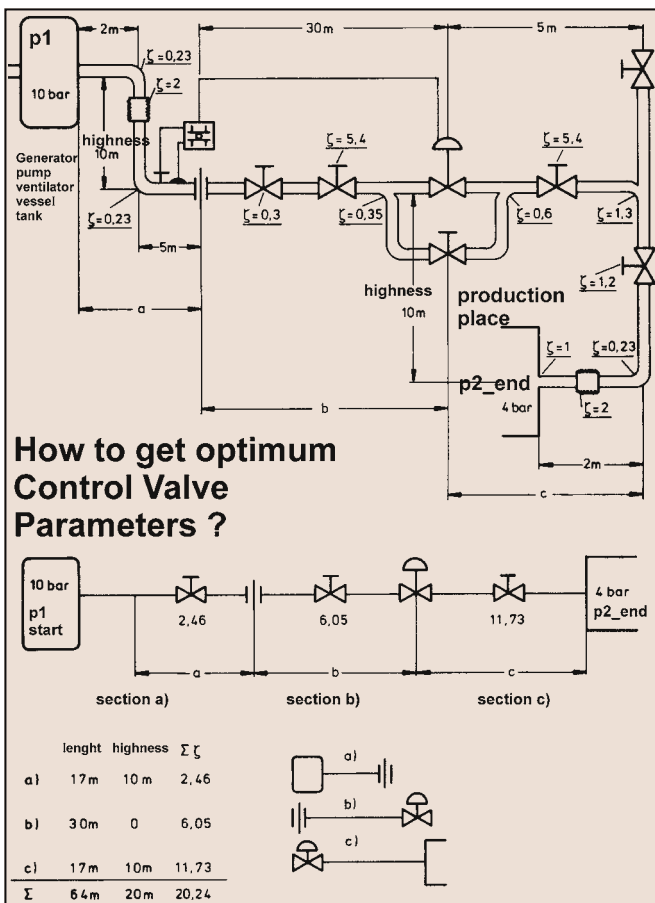 p1
10 bar
2m
ζ=0,23
ζ=2
highness
10m
Generator
pump
ventilator
vessel
tank
ζ=0,23
5m
a
30m
5m
ζ=5,4
ζ=5,4
ζ=0,3
ζ=0,35
ζ=0,6
ζ=1,3
highness
10m
ζ=1,2
production
place
ζ=1
ζ=0,23
p2_end
4 bar
ζ=2
b
2m
c
How to get optimum
Control Valve
Parameters ?
10 bar
p1
start
2,46
6,05
11,73
4 bar
p2_end
a
b
c
section a)
section b)
section c)
lenght highness Σ ζ
a) 17m 10m 2,46
b) 30m 0 6,05
c) 17m 10m 11,73
Σ 64m 20m 20,24
a)
b)
c)